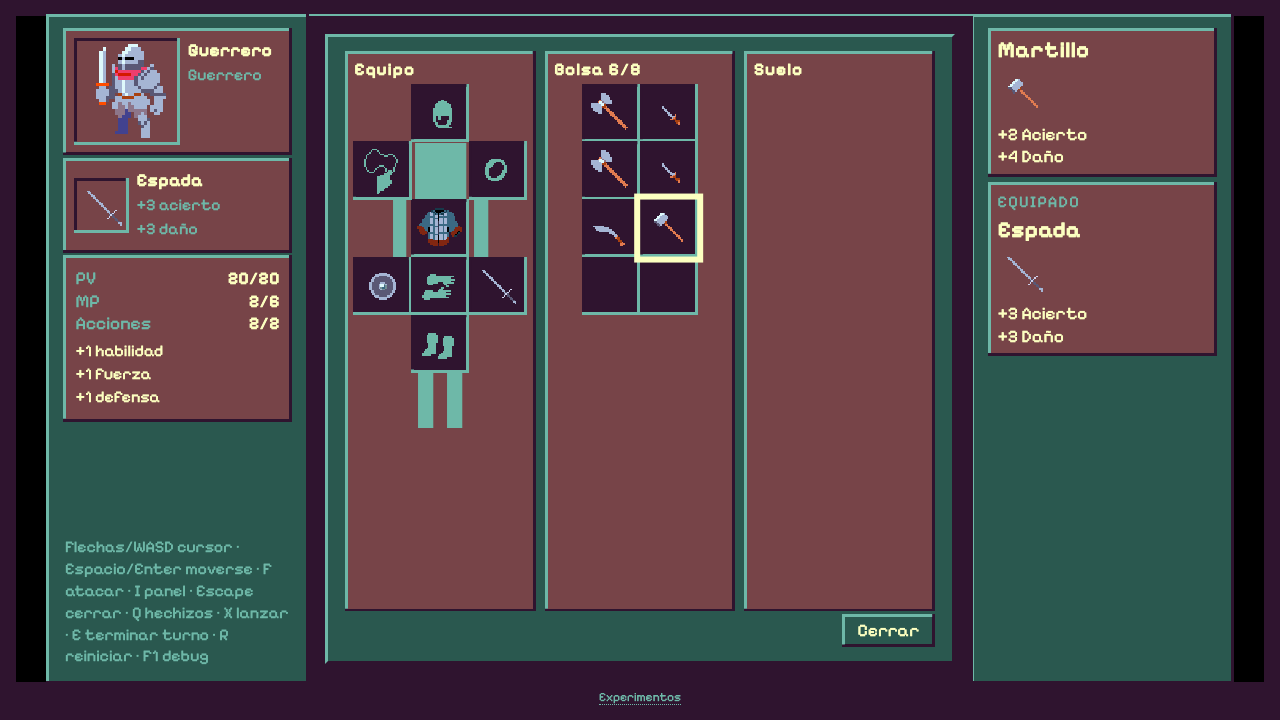 Guerrero
Guerrero
Espada
+3 acierto
+3 daño
PV 80/80
MP 8/8
Acciones 8/8
+1 habilidad
+1 fuerza
+1 defensa
Flechas/WASD cursor ·
Espacio/Enter moverse · F
atacar · I panel · Escape
cerrar · Q hechizos · X lanzar
· E terminar turno · R
reiniciar · F1 debug
Equipo
Bolsa 6/8
Suelo
Cerrar
Martillo
+2 Acierto
+4 Daño
EQUIPADO
Espada
+3 Acierto
+3 Daño
Experimentos